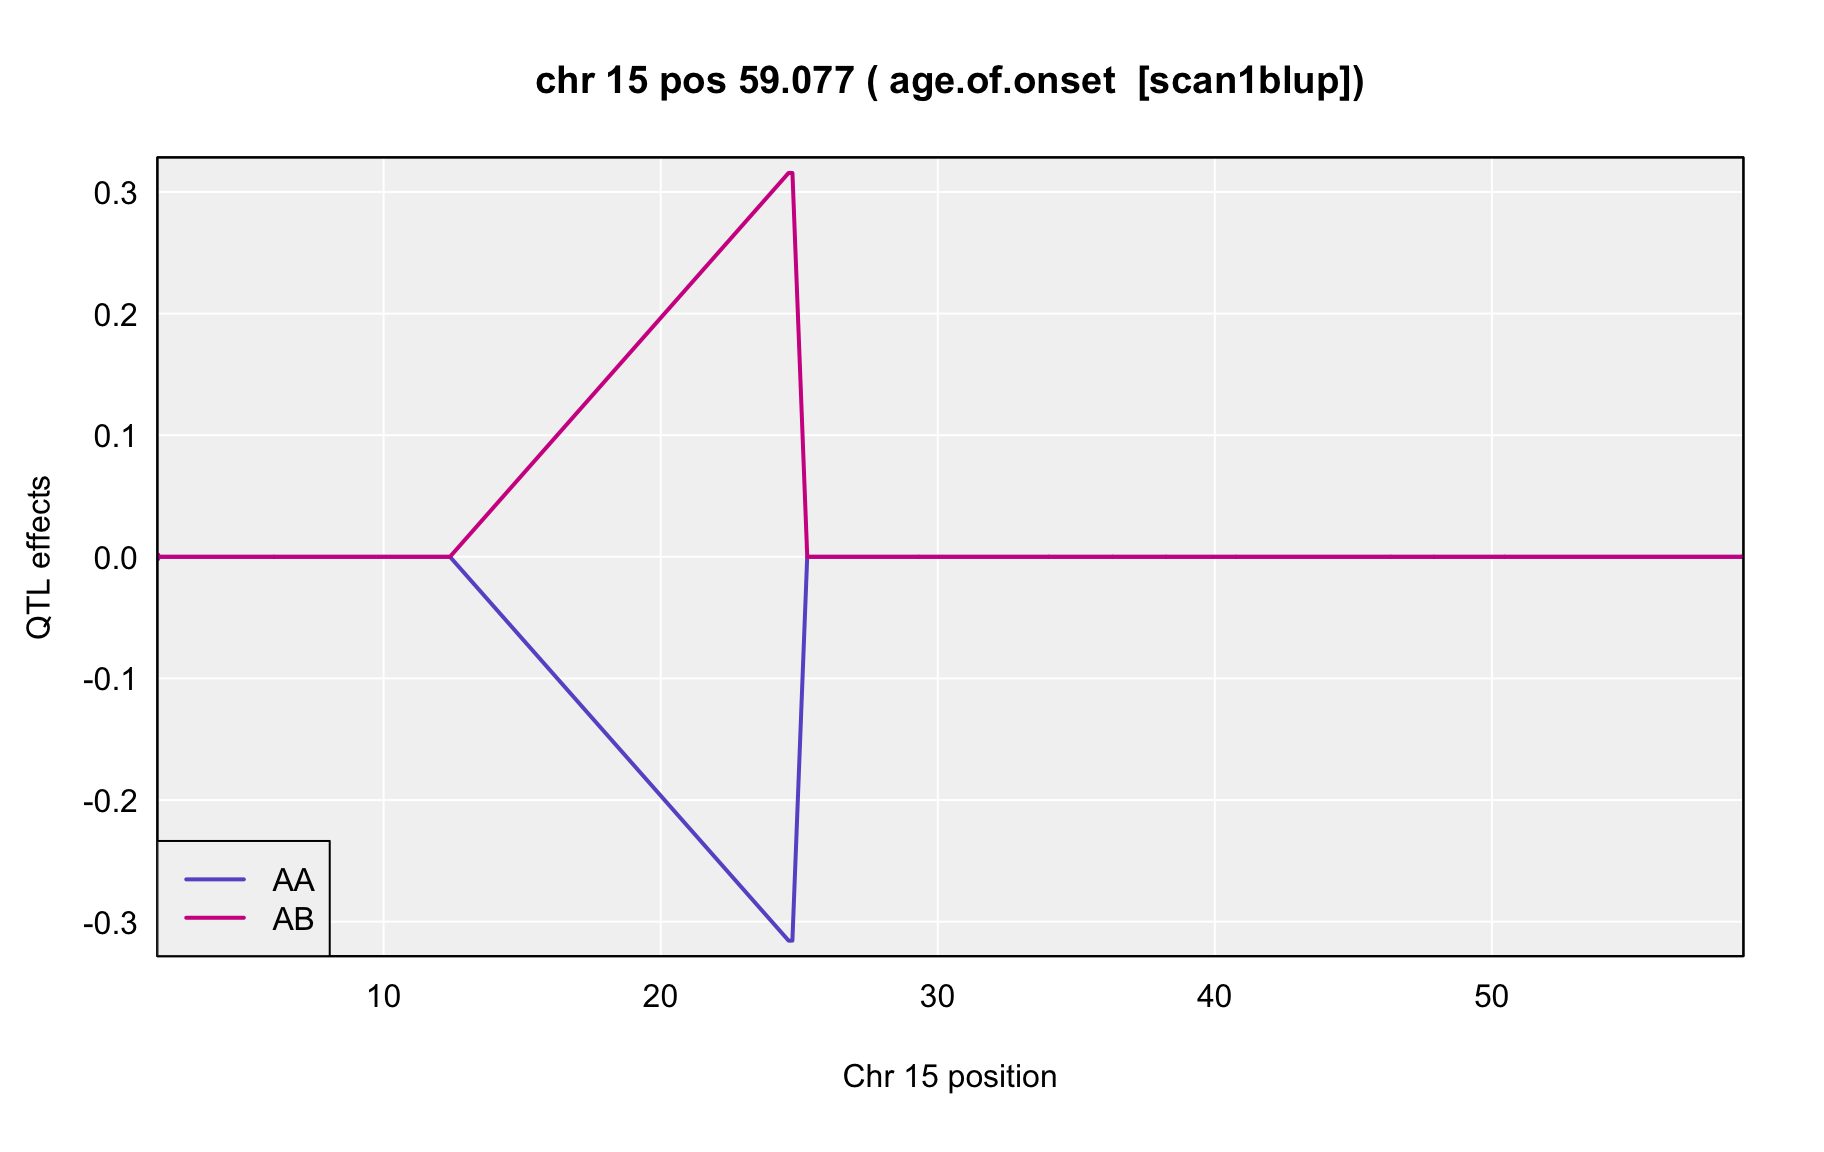 chr 15 pos 59.077 ( age.of.onset  [scan1blup])
0.3
0.2
0.1
0.0
-0.1
-0.2
-0.3
QTL effects
AA
AB
10 20 30 40 50
Chr 15 position